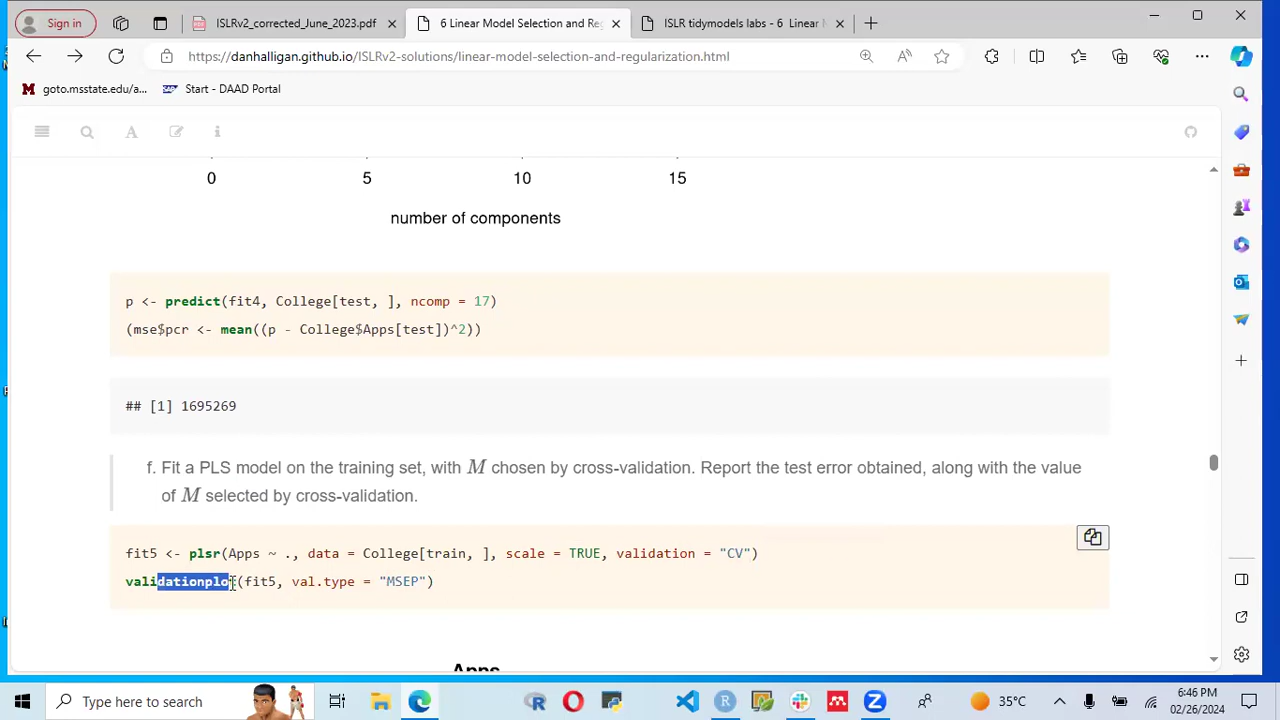 Sign in
ISLRv2_corrected_June_2023.pdf
6 Linear Model Selection and Re
ISLR tidymodels labs - 6 Linear M
https://danhalligan.github.io/ISLRv2-solutions/linear-model-selection-and-regularization.html
goto.msstate.edu/a...
Start - DAAD Portal
0 5 10 15
number of components
p <- predict(fit4, College[test, ], ncomp = 17)
(mse$pcr <- mean((p - College$Apps[test])^2))
## [1] 1695269
f. Fit a PLS model on the training set, with M chosen by cross-validation. Report the test error obtained, along with the value
of M selected by cross-validation.
fit5 <- plsr(Apps ~ ., data = College[train, ], scale = TRUE, validation = "CV")
validationplot(fit5, val.type = "MSEP")
Apps
Type here to search
35°C
6:46 PM
02/26/2024